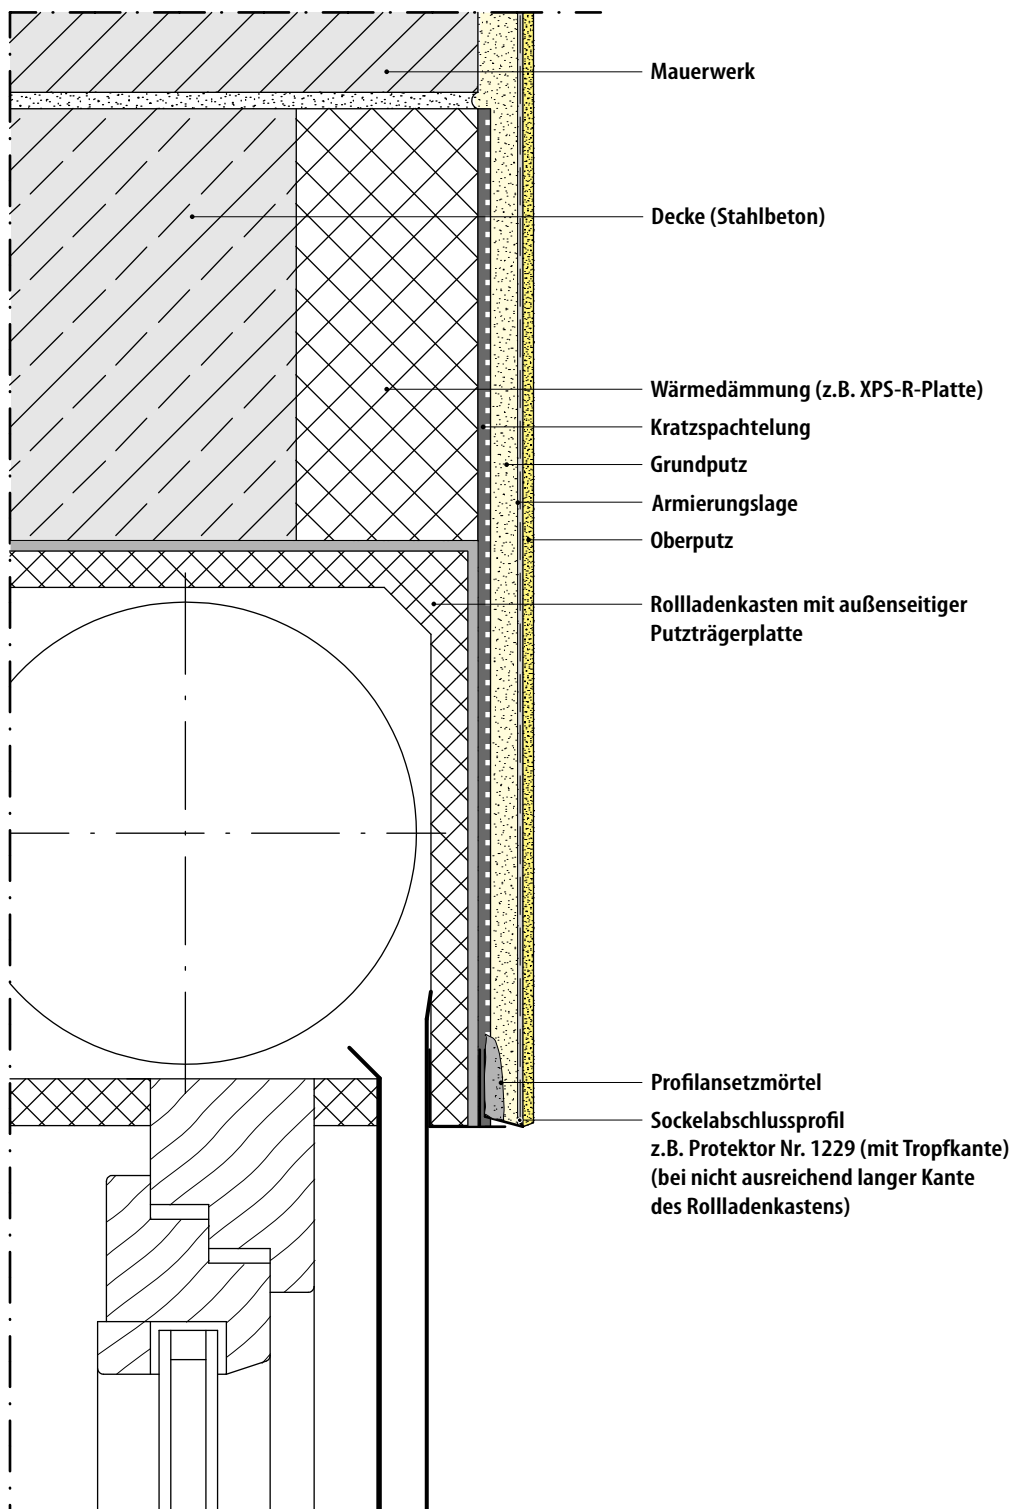 Mauerwerk
Decke (Stahlbeton)
Wärmedämmung (z.B. XPS-R-Platte)
Kratzspachtelung
Grundputz
Armierungslage
Oberputz
Rollladenkasten mit außenseitiger
Putzträgerplatte
Profilansetzmörtel
Sockelabschlussprofil
z.B. Protektor Nr. 1229 (mit Tropfkante)
(bei nicht ausreichend langer Kante
des Rollladenkastens)